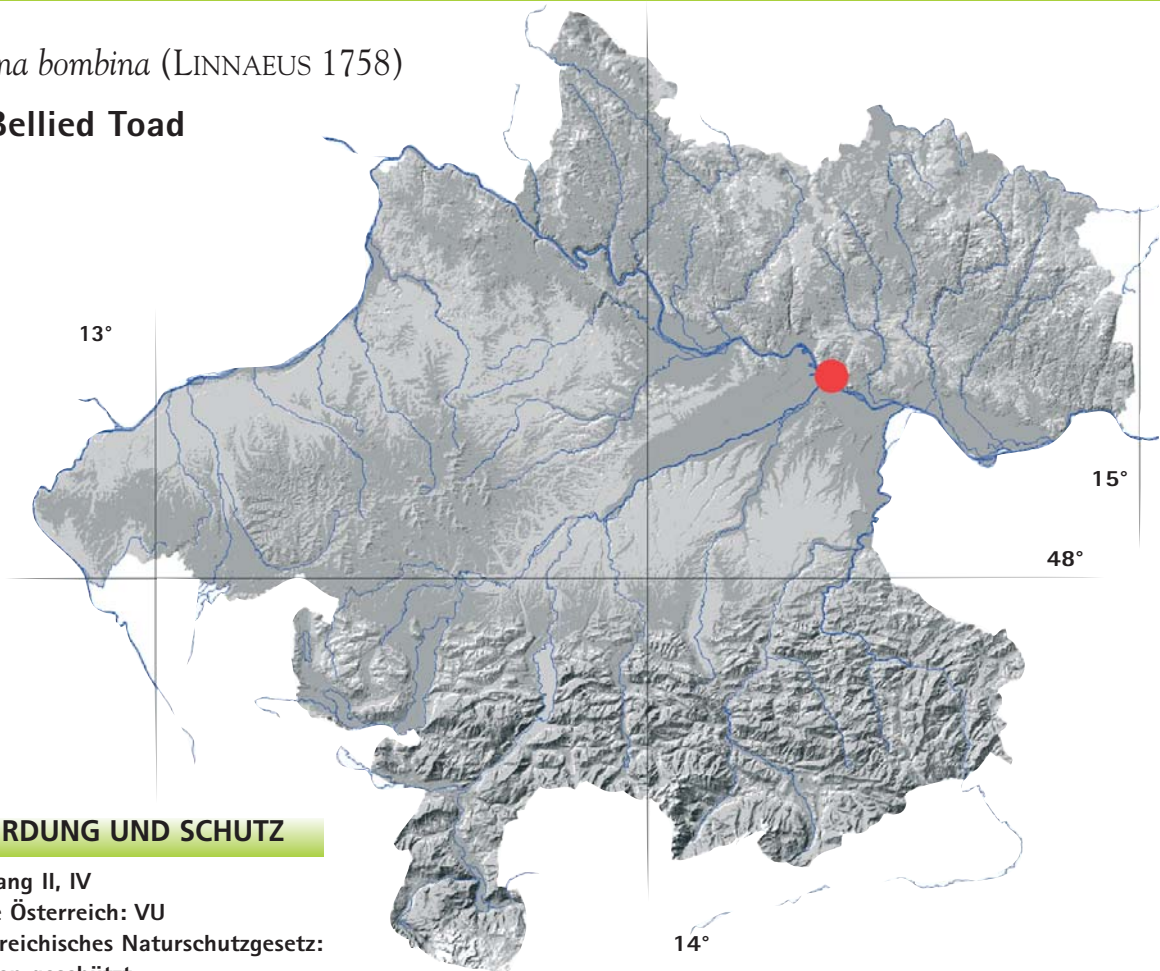 na bombina (LINNAEUS 1758)
Bellied Toad
13°
15°
48°
RDUNG UND SCHUTZ
ang II, IV
e Österreich: VU
reichisches Naturschutzgesetz:
14°